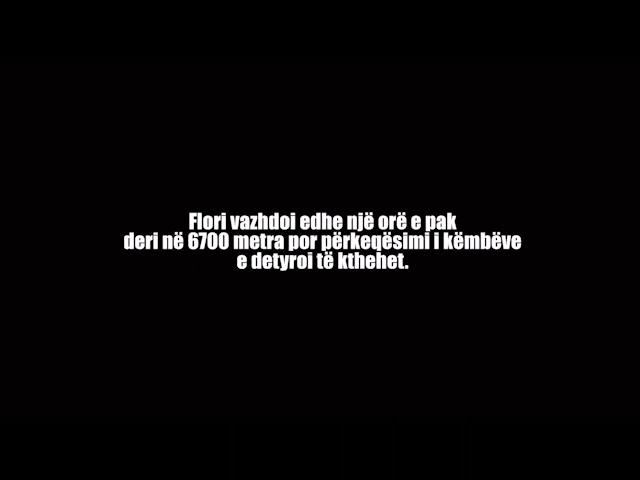 Flori vazhdoi edhe një orë e pak
deri në 6700 metra por përkeqësimi i këmbëve
e detyroi të kthehet.